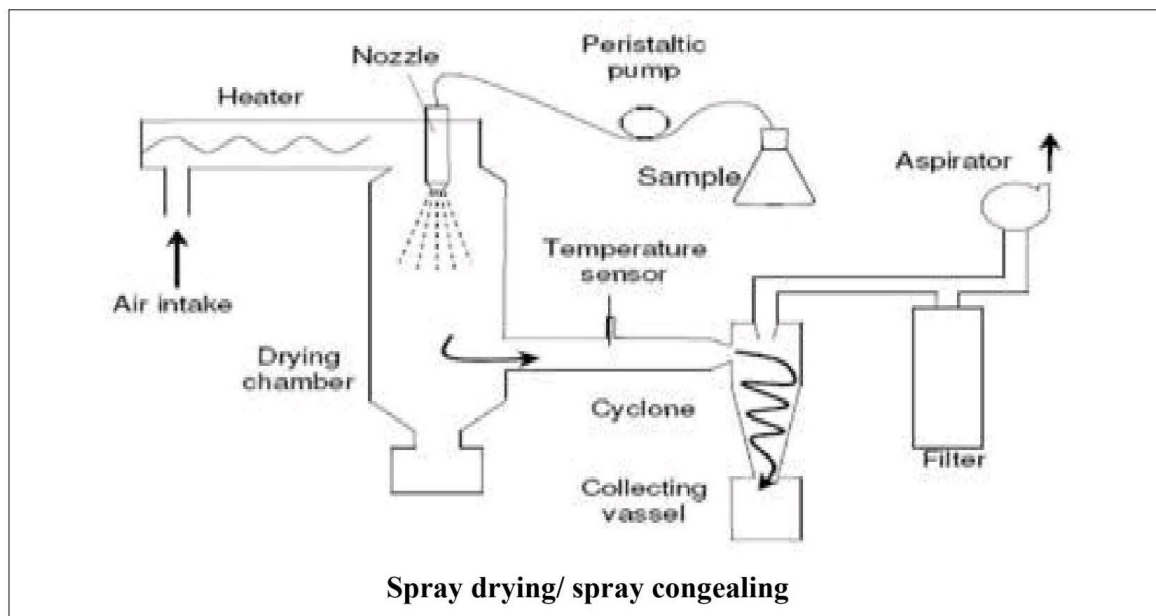 Nozzle
Peristaltic
pump
Heater
Sample
Aspirator
Temperature
sensor
Air intake
Drying
chamber
Cyclone
Filter
Collecting
vassel
Spray drying/ spray congealing